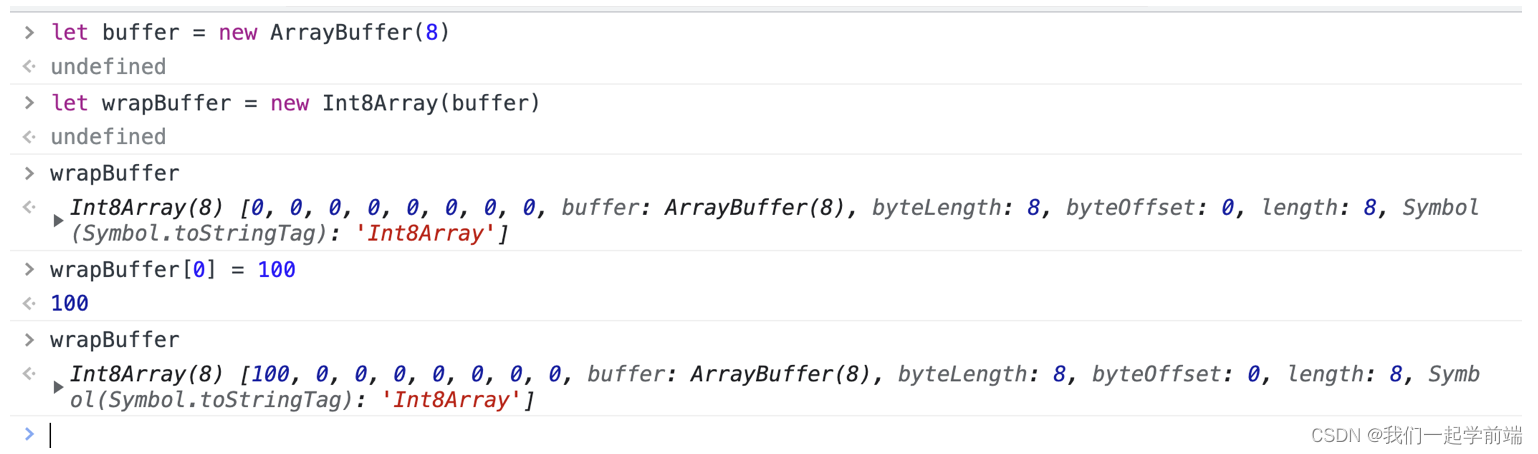 let buffer = new ArrayBuffer(8)
undefined
let wrapBuffer = new Int8Array(buffer)
undefined
wrapBuffer
Int8Array(8) [0, 0, 0, 0, 0, 0, 0, 0, buffer: ArrayBuffer(8), byteLength: 8, byteOffset: 0, length: 8, Symbol
(Symbol.toStringTag): 'Int8Array']
wrapBuffer[0] = 100
100
wrapBuffer
Int8Array(8) [100, 0, 0, 0, 0, 0, 0, 0, buffer: ArrayBuffer(8), byteLength: 8, byteOffset: 0, length: 8, Symb
ol(Symbol.toStringTag): 'Int8Array']
CSDN @我们一起学前端